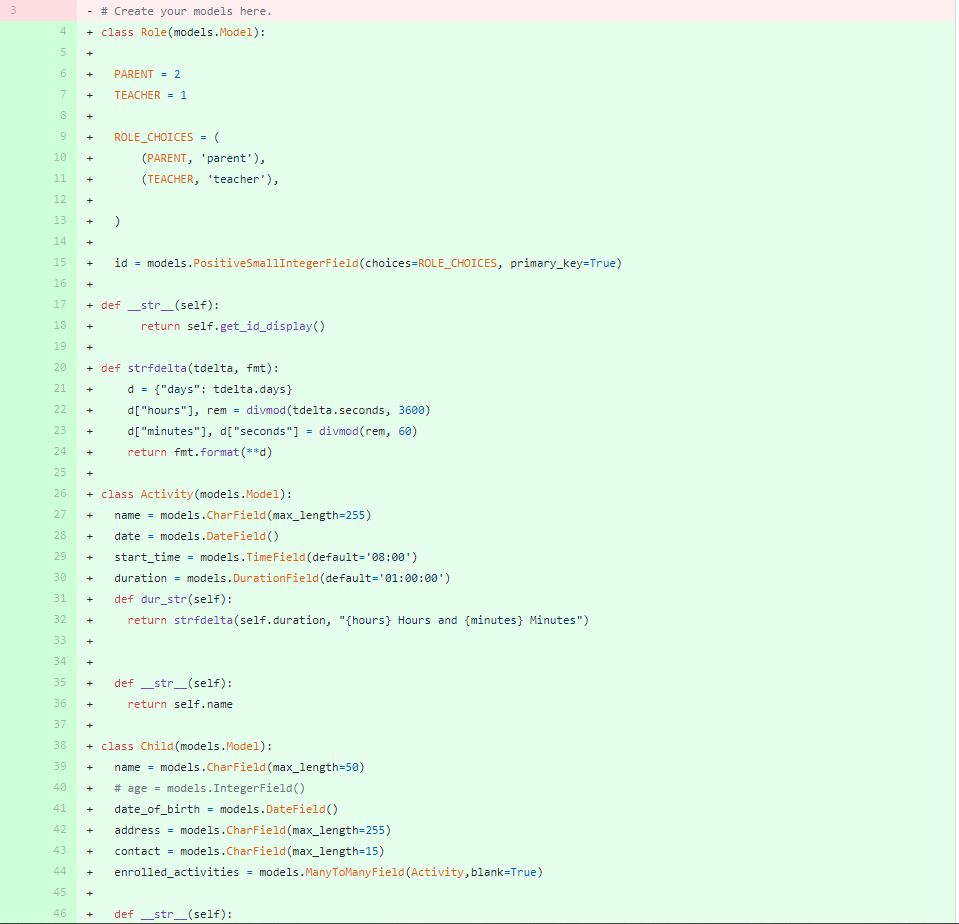 3 - # Create your models here.
4 + class Role(models.Model):
5 +
6 + PARENT = 2
7 + TEACHER = 1
8 +
9 + ROLE_CHOICES = (
10 + (PARENT, 'parent'),
11 + (TEACHER, 'teacher'),
12 +
13 + )
14 +
15 + id = models.PositiveSmallIntegerField(choices=ROLE_CHOICES, primary_key=True)
16 +
17 + def __str__(self):
18 + return self.get_id_display()
19 +
20 + def strfdelta(tdelta, fmt):
21 + d = {"days": tdelta.days}
22 + d["hours"], rem = divmod(tdelta.seconds, 3600)
23 + d["minutes"], d["seconds"] = divmod(rem, 60)
24 + return fmt.format(**d)
25 +
26 + class Activity(models.Model):
27 + name = models.CharField(max_length=255)
28 + date = models.DateField()
29 + start_time = models.TimeField(default='08:00')
30 + duration = models.DurationField(default='01:00:00')
31 + def dur_str(self):
32 + return strfdelta(self.duration, "{hours} Hours and {minutes} Minutes")
33 +
34 +
35 + def __str__(self):
36 + return self.name
37 +
38 + class Child(models.Model):
39 + name = models.CharField(max_length=50)
40 + # age = models.IntegerField()
41 + date_of_birth = models.DateField()
42 + address = models.CharField(max_length=255)
43 + contact = models.CharField(max_length=15)
44 + enrolled_activities = models.ManyToManyField(Activity,blank=True)
45 +
46 + def __str__(self):